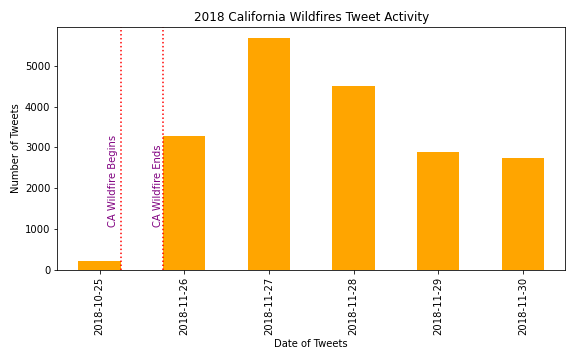 2018 California Wildfires Tweet Activity
Number of Tweets
5000
4000
3000
2000
1000
0
CA Wildfire Begins
CA Wildfire Ends
2018-10-25
2018-11-26
2018-11-27
2018-11-28
2018-11-29
2018-11-30
Date of Tweets